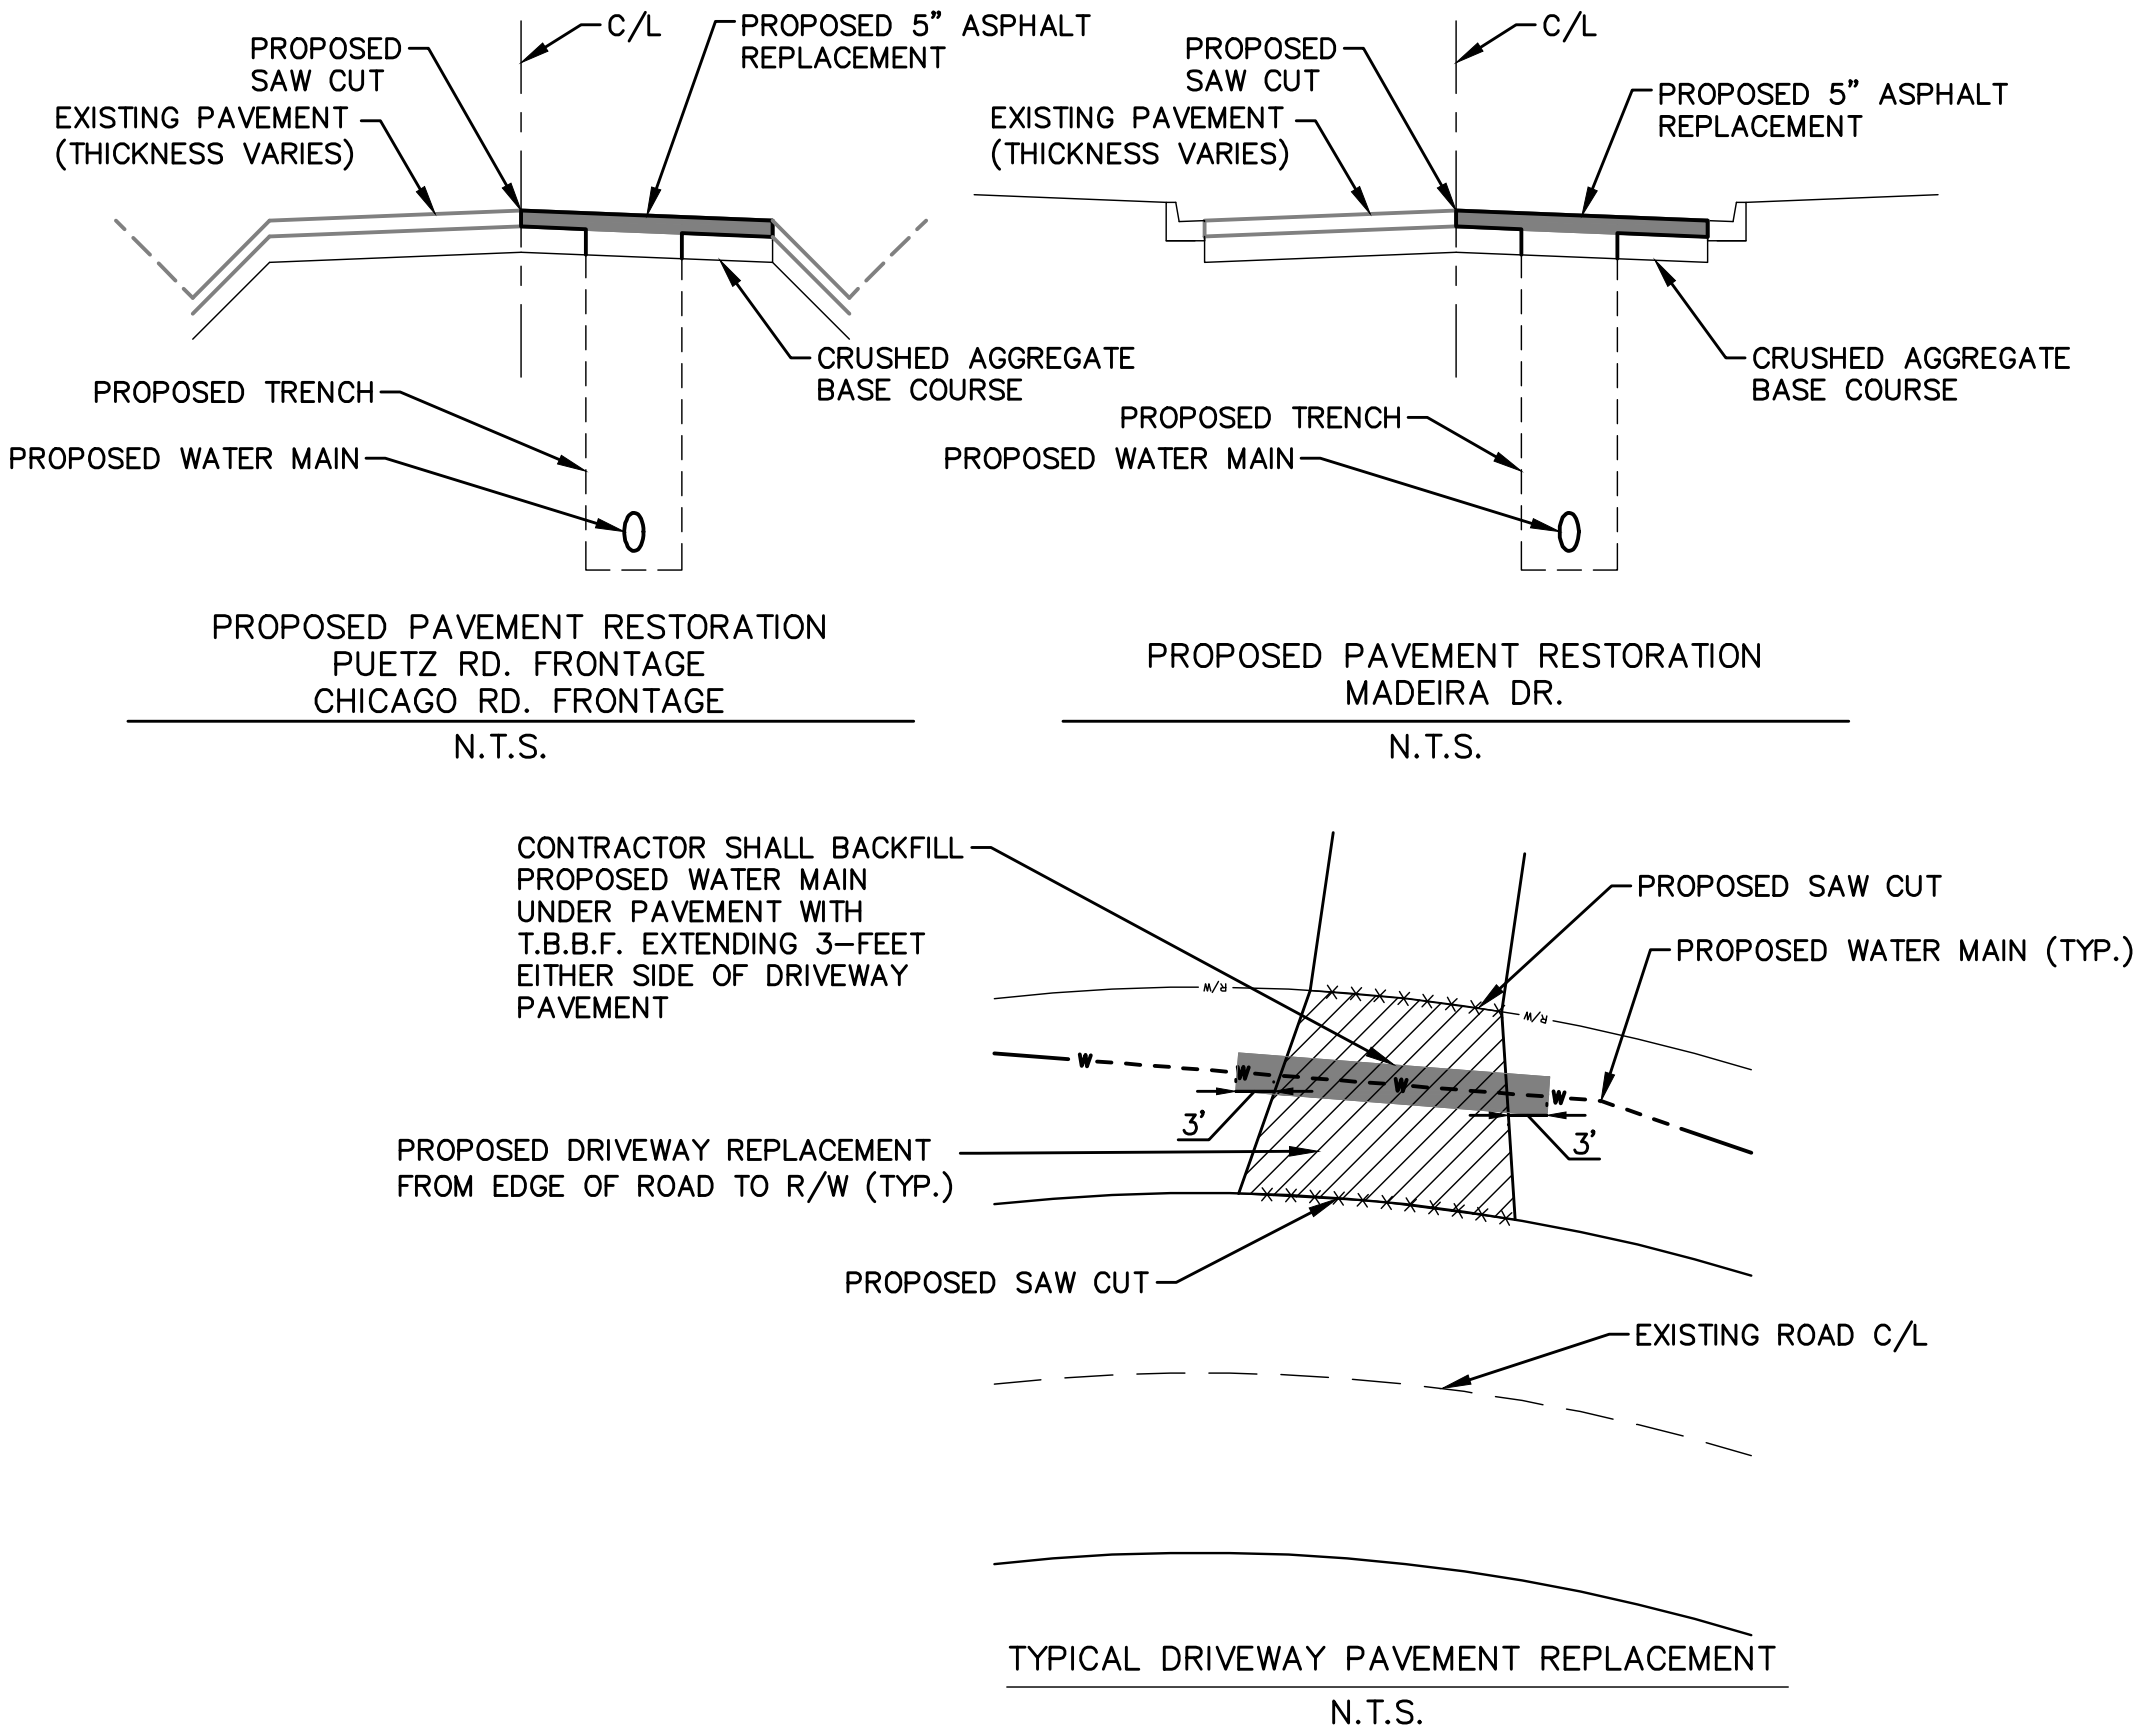 C/L
PROPOSED
SAW CUT
PROPOSED 5” ASPHALT
REPLACEMENT
EXISTING PAVEMENT
(THICKNESS VARIES)
CRUSHED AGGREGATE
BASE COURSE
PROPOSED TRENCH
PROPOSED WATER MAIN
PROPOSED PAVEMENT RESTORATION
PUETZ RD. FRONTAGE
CHICAGO RD. FRONTAGE
N.T.S.
C/L
PROPOSED
SAW CUT
PROPOSED 5” ASPHALT
REPLACEMENT
EXISTING PAVEMENT
(THICKNESS VARIES)
CRUSHED AGGREGATE
BASE COURSE
PROPOSED TRENCH
PROPOSED WATER MAIN
PROPOSED PAVEMENT RESTORATION
MADEIRA DR.
N.T.S.
CONTRACTOR SHALL BACKFILL
PROPOSED WATER MAIN
UNDER PAVEMENT WITH
T.B.B.F. EXTENDING 3-FEET
EITHER SIDE OF DRIVEWAY
PAVEMENT
PROPOSED SAW CUT
PROPOSED WATER MAIN (TYP.)
R/W
R/W
W
W
W
W
3’
3’
PROPOSED DRIVEWAY REPLACEMENT
FROM EDGE OF ROAD TO R/W (TYP.)
PROPOSED SAW CUT
EXISTING ROAD C/L
TYPICAL DRIVEWAY PAVEMENT REPLACEMENT
N.T.S.